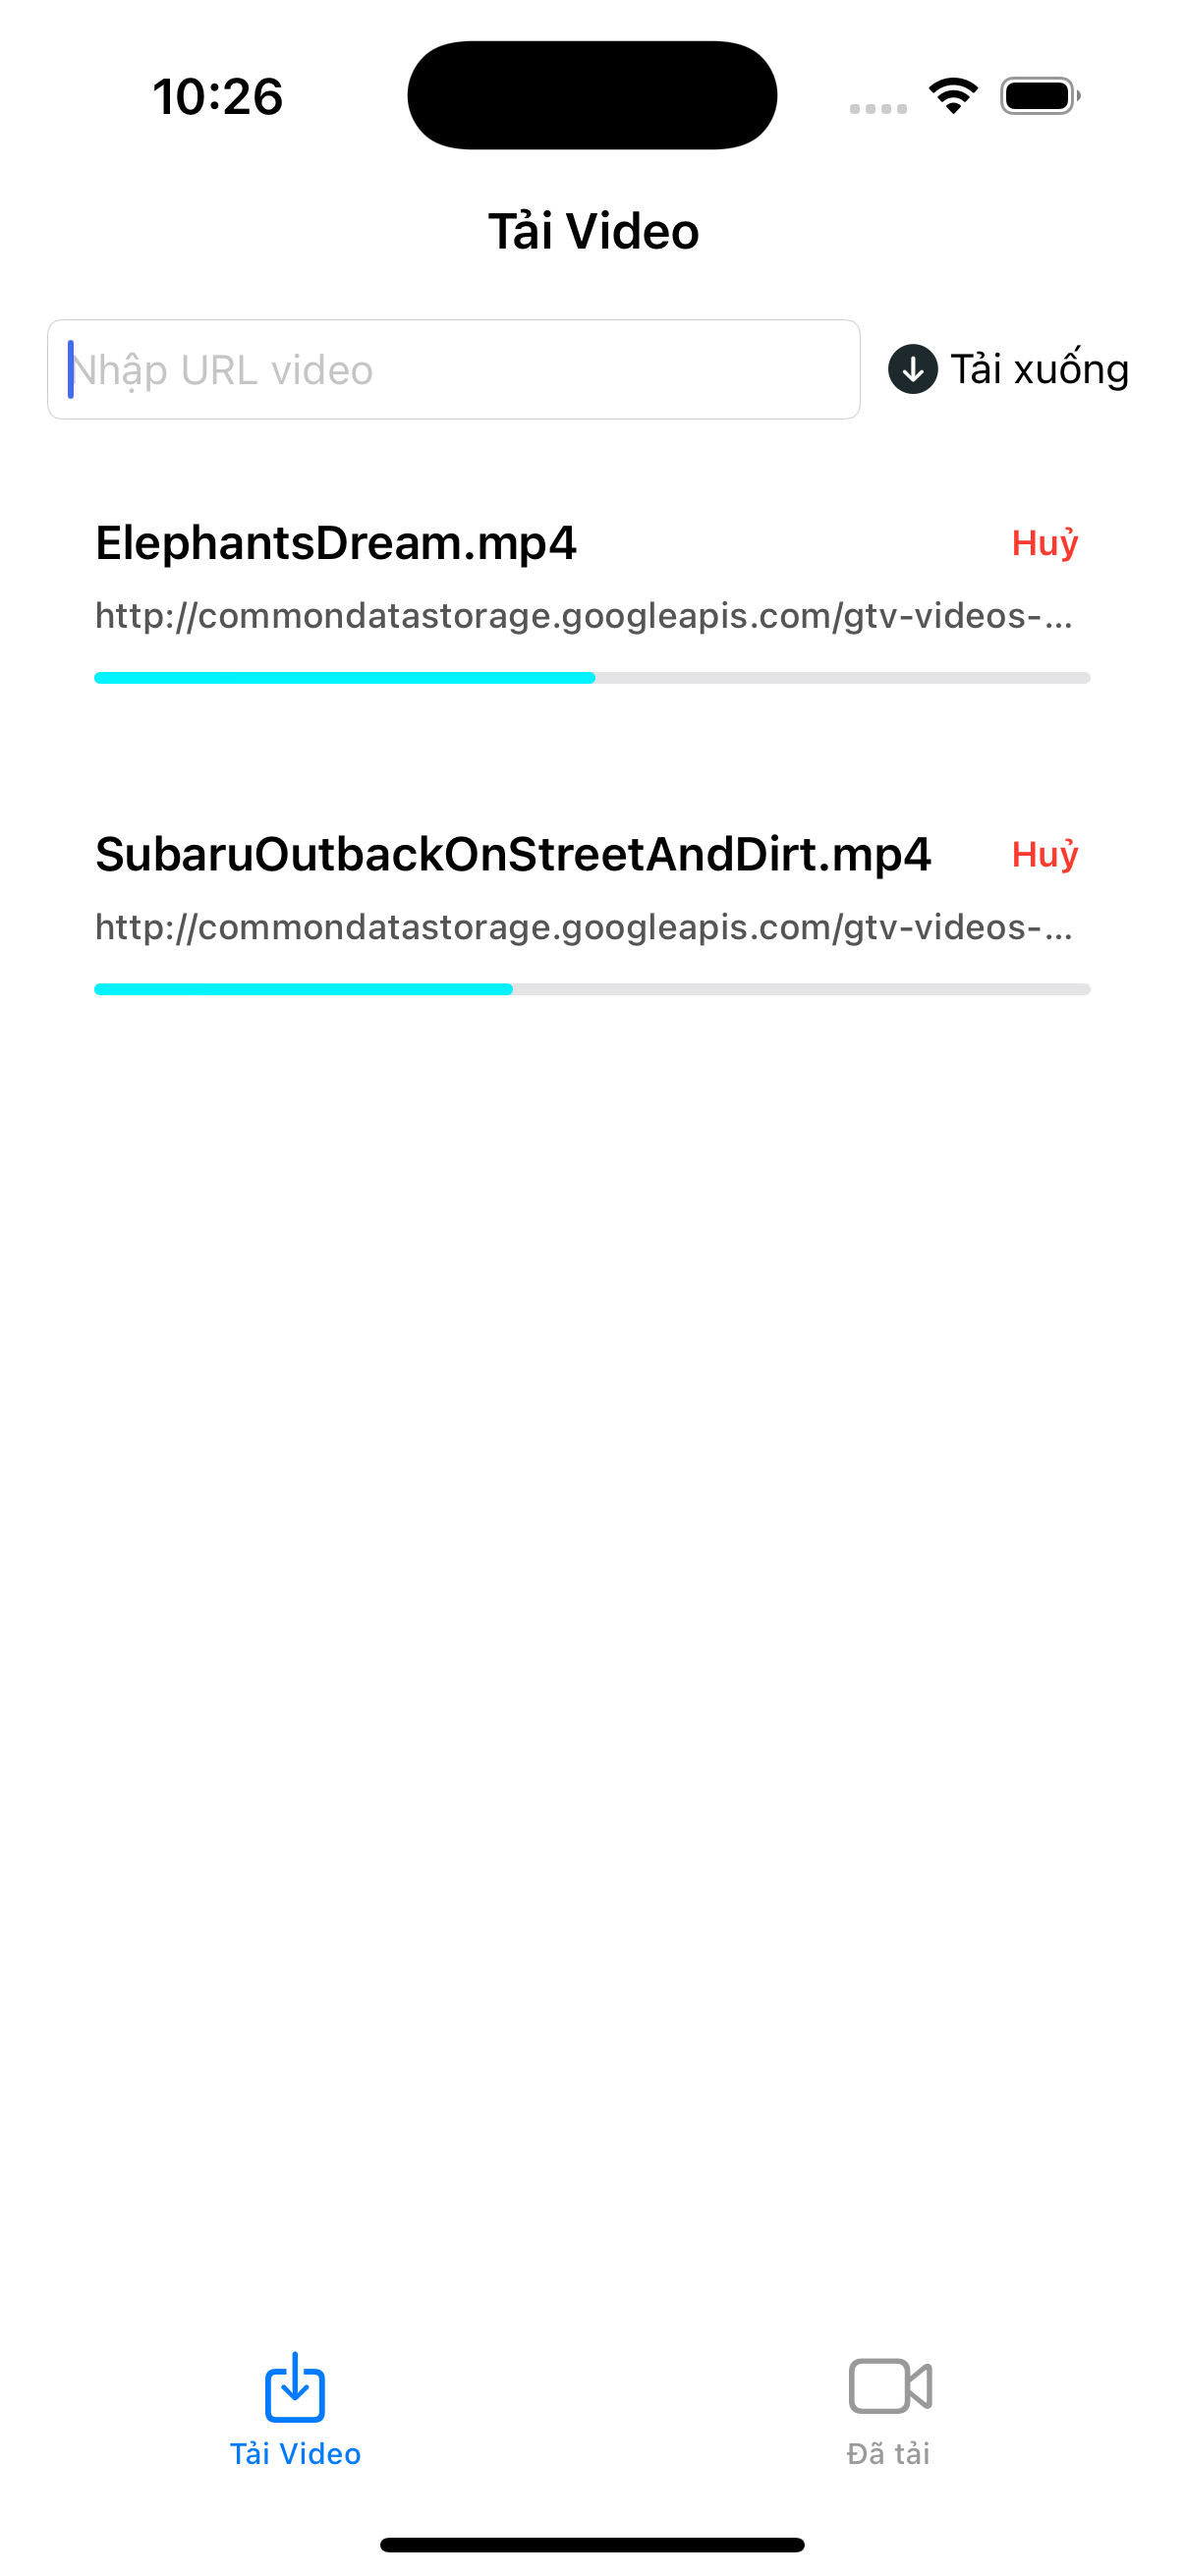 10:26
Tải Video
Nhập URL video
Tải xuống
ElephantsDream.mp4
Huỷ
http://commondatastorage.googleapis.com/gtv-videos-...
SubaruOutbackOnStreetAndDirt.mp4
Huỷ
http://commondatastorage.googleapis.com/gtv-videos-...
Tải Video
Đã tải